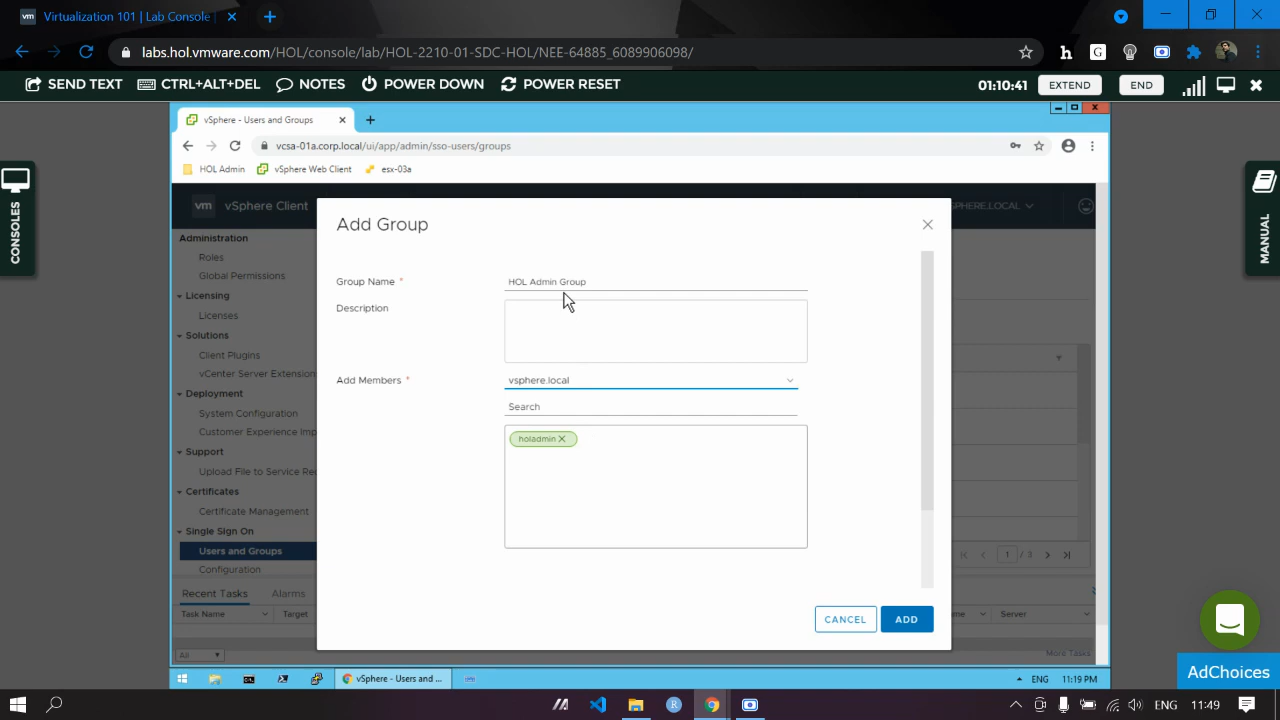 vm Virtualization 101 | Lab Console
labs.hol.vmware.com/HOL/console/lab/HOL-2210-01-SDC-HOL/NEE-64885_6089906098/
SEND TEXT CTRL+ALT+DEL NOTES POWER DOWN POWER RESET 01:10:41 EXTEND END
vSphere - Users and Groups
vcsa-01a.corp.local/ui/app/admin/sso-users/groups
HOL Admin vSphere Web Client esx-03a
vm vSphere Client SPHERE.LOCAL
CONSOLES
MANUAL
Administration
Roles
Global Permissions
Licensing
Licenses
Solutions
Client Plugins
vCenter Server Extension
Deployment
System Configuration
Customer Experience Imp
Support
Upload File to Service Re
Certificates
Certificate Management
Single Sign On
Users and Groups
Configuration
Add Group
Group Name * HOL Admin Group
Description
Add Members * vsphere.local
Search
holadmin
CANCEL ADD
1 / 3
Recent Tasks Alarms
Task Name Target me Server
All More Tasks
vSphere - Users and ... ENG 11:19 PM
AdChoices
R ENG 11:49